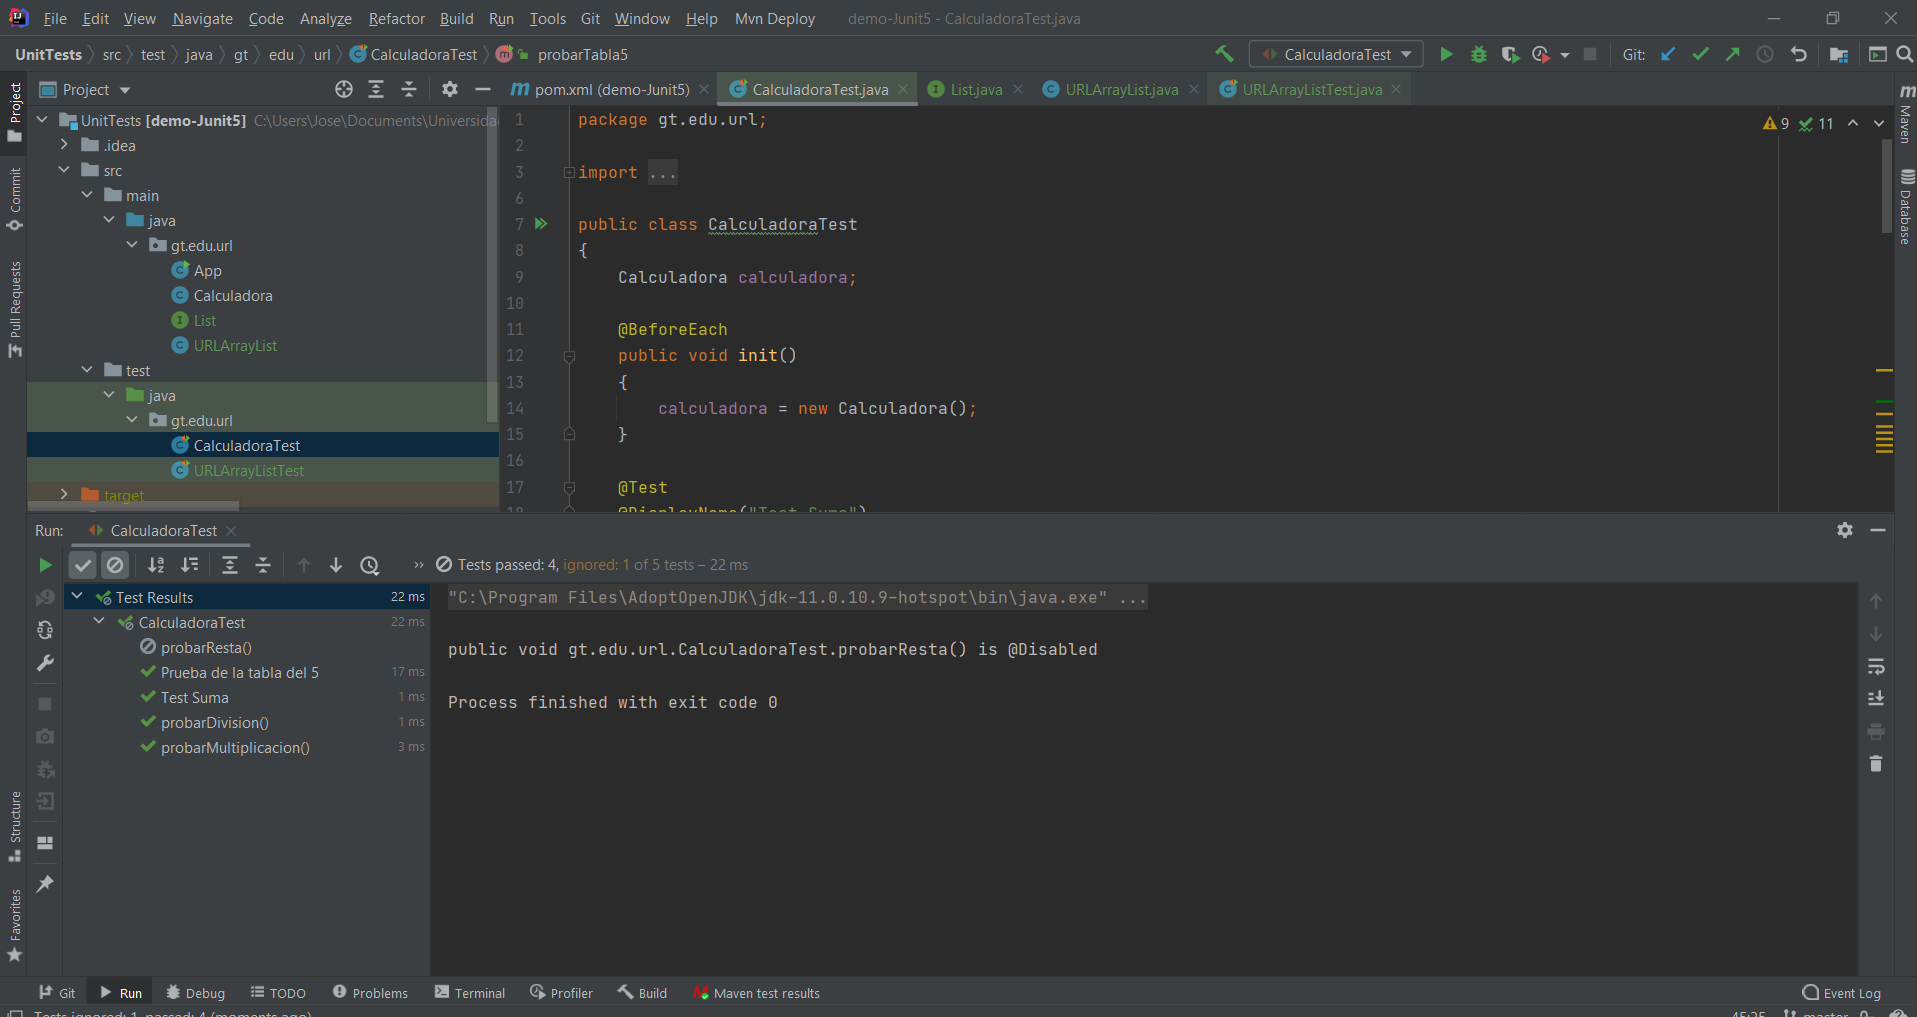 File Edit View Navigate Code Analyze Refactor Build Run Tools Git Window Help Mvn Deploy demo-Junit5 - CalculadoraTest.java
UnitTests src test java gt edu url CalculadoraTest m probarTabla5 CalculadoraTest Git:
Project
pom.xml (demo-Junit5) CalculadoraTest.java List.java URLArrayList.java URLArrayListTest.java
Project
Commit
Pull Requests
UnitTests [demo-Junit5] C:\Users\Jose\Documents\Universida
.idea
src
main
java
gt.edu.url
App
Calculadora
List
URLArrayList
test
java
gt.edu.url
CalculadoraTest
URLArrayListTest
target
9 11
1 package gt.edu.url;
2
3 import ...
6
7 public class CalculadoraTest
8 {
9 Calculadora calculadora;
10
11 @BeforeEach
12 public void init()
13 {
14 calculadora = new Calculadora();
15 }
16
17 @Test
18 @DisplayName("Test Suma")
Maven
Database
Run: CalculadoraTest
Tests passed: 4, ignored: 1 of 5 tests – 22 ms
Test Results 22 ms
CalculadoraTest 22 ms
probarResta()
Prueba de la tabla del 5 17 ms
Test Suma 1 ms
probarDivision() 1 ms
probarMultiplicacion() 3 ms
"C:\Program Files\AdoptOpenJDK\jdk-11.0.10.9-hotspot\bin\java.exe" ...
public void gt.edu.url.CalculadoraTest.probarResta() is @Disabled
Process finished with exit code 0
Structure
Favorites
Git Run Debug TODO Problems Terminal Profiler Build Maven test results Event Log
Tests ignored: 1, passed: 4 (moments ago) 45:25 master